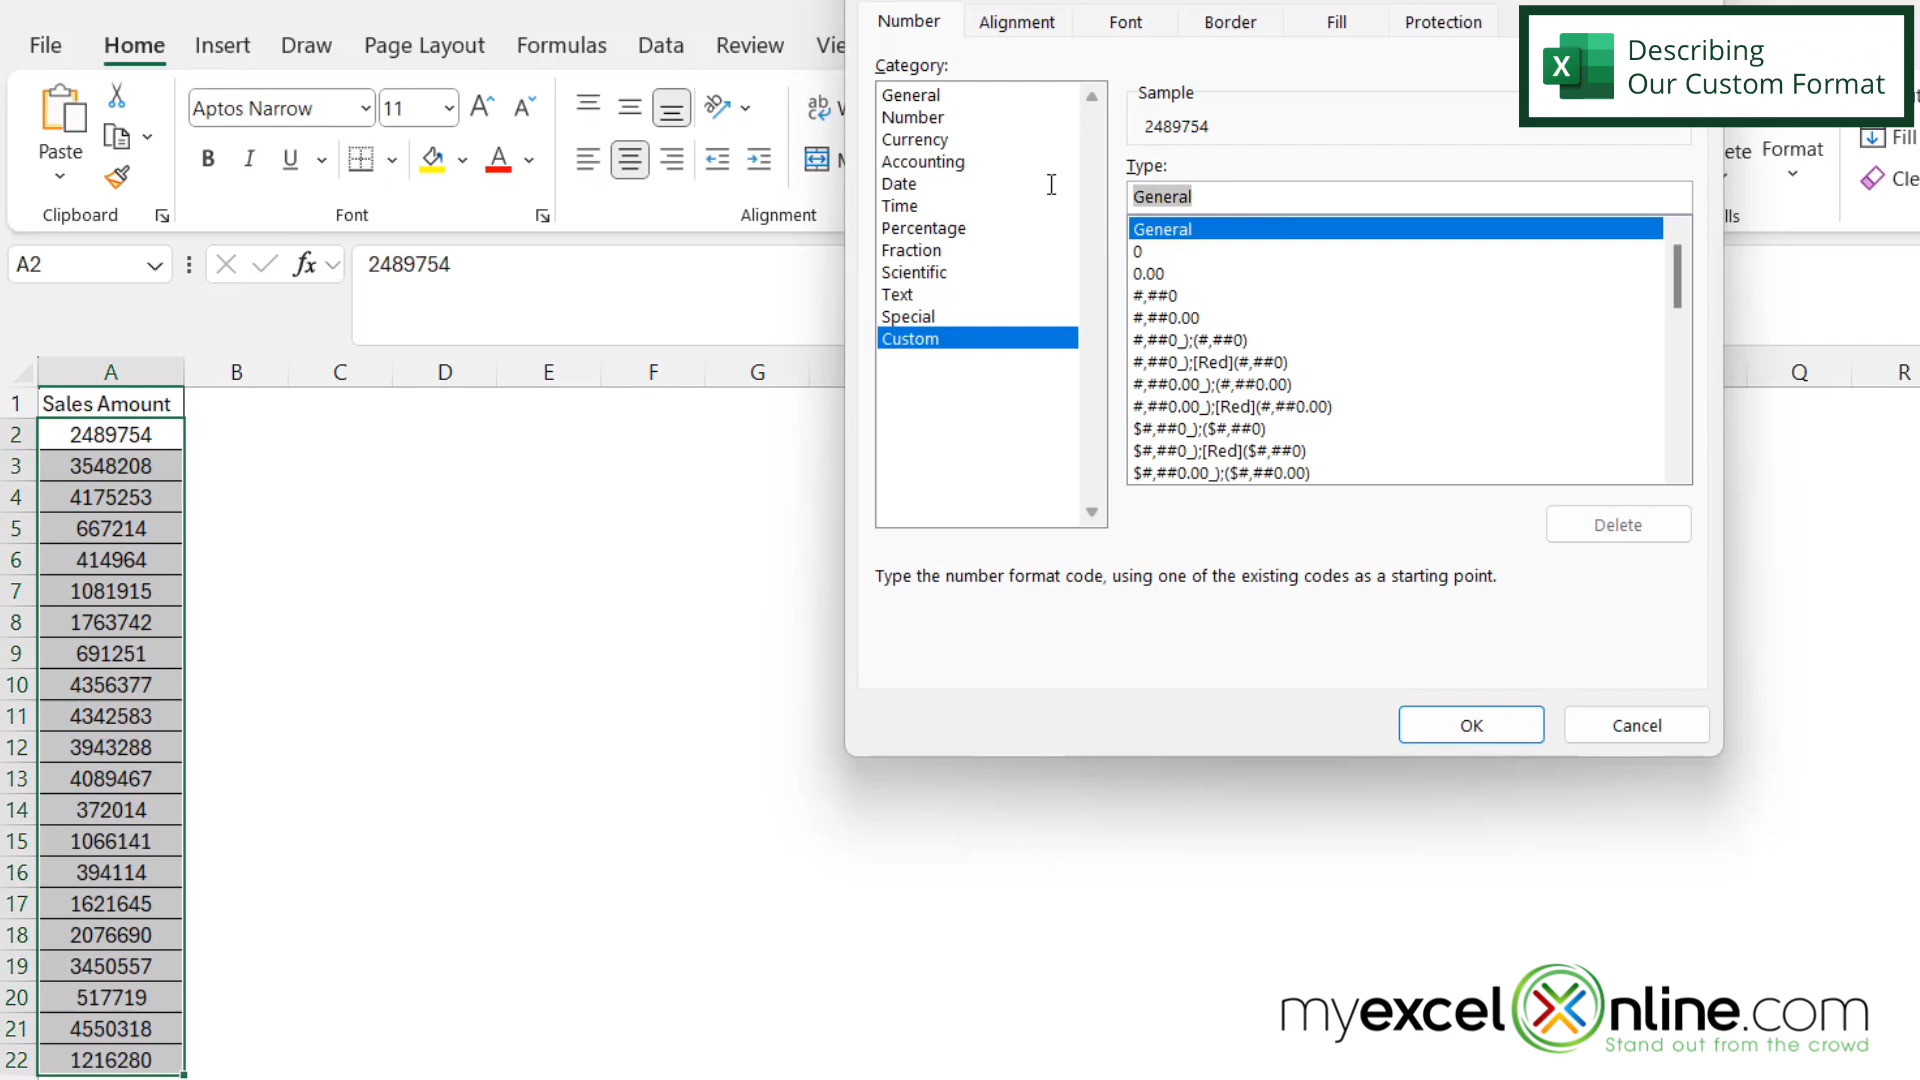 File Home Insert Draw Page Layout Formulas Data Review
Aptos Narrow 11
ab
Paste
B I U A
Clipboard Font Alignment
A2 fx 2489754
A B C D E F G Q R
1 Sales Amount
2 2489754
3 3548208
4 4175253
5 667214
6 414964
7 1081915
8 1763742
9 691251
10 4356377
11 4342583
12 3943288
13 4089467
14 372014
15 1066141
16 394114
17 1621645
18 2076690
19 3450557
20 517719
21 4550318
22 1216280
Number Alignment Font Border Fill Protection
Category:
General
Number
Currency
Accounting
Date
Time
Percentage
Fraction
Scientific
Text
Special
Custom
Sample
2489754
Type:
General
General
0
0.00
#,##0
#,##0.00
#,##0_);(#,##0)
#,##0_);[Red](#,##0)
#,##0.00_);(#,##0.00)
#,##0.00_);[Red](#,##0.00)
$#,##0_);($#,##0)
$#,##0_);[Red]($#,##0)
$#,##0.00_);($#,##0.00)
Delete
Type the number format code, using one of the existing codes as a starting point.
OK Cancel
X Describing
Our Custom Format
Fill
Format
myexcelonline.com
Stand out from the crowd